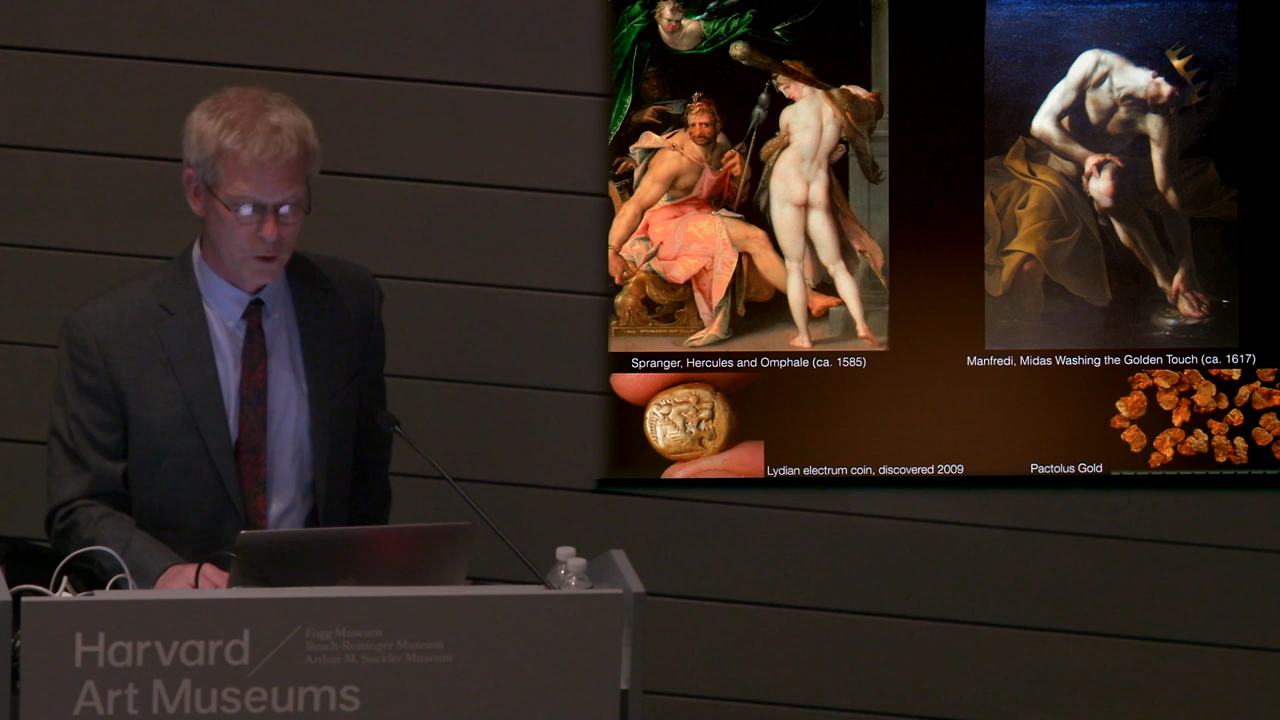 Spranger, Hercules and Omphale (ca. 1585)
Manfredi, Midas Washing the Golden Touch (ca. 1617)
Lydian electrum coin, discovered 2009
Pactolus Gold
Harvard
Art Museums
Fogg Museum
Busch-Reisinger Museum
Arthur M. Sackler Museum